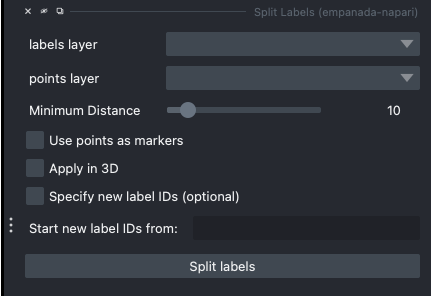 Split Labels (empanada-napari)
labels layer
points layer
Minimum Distance 10
Use points as markers
Apply in 3D
Specify new label IDs (optional)
Start new label IDs from:
Split labels